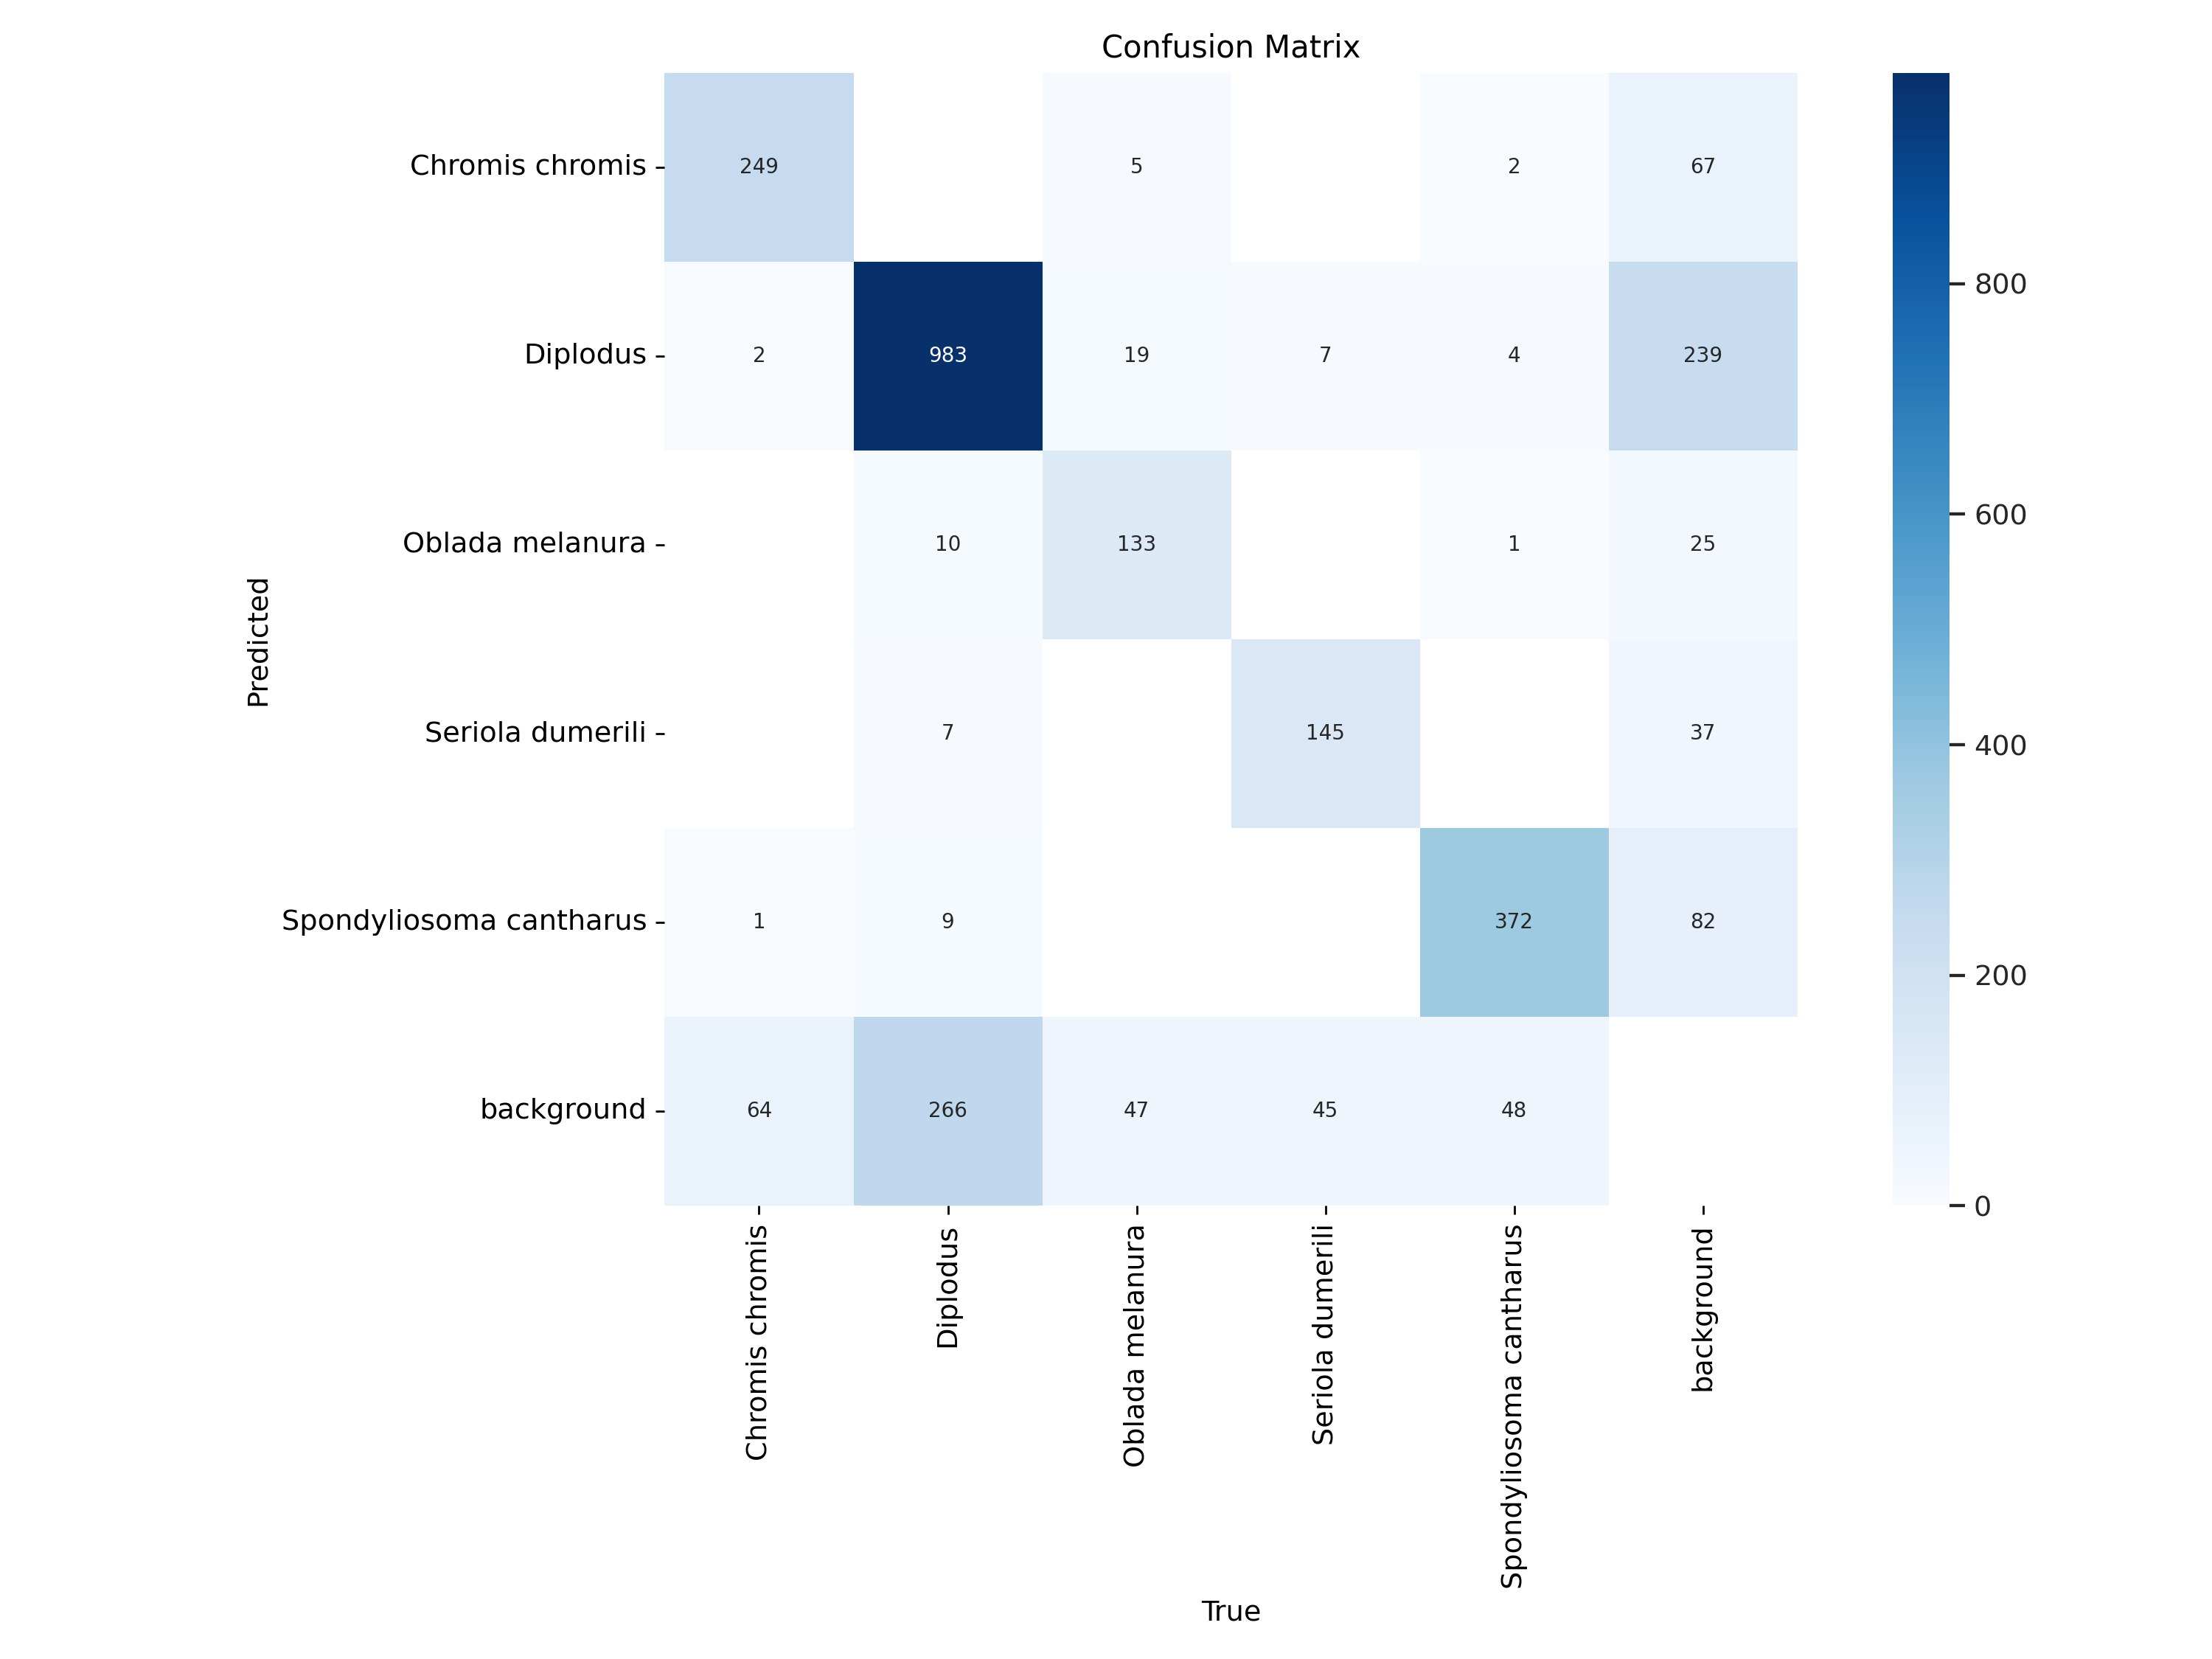 Confusion Matrix
Chromis chromis 249 5 2 67
Diplodus 2 983 19 7 4 239
Oblada melanura 10 133 1 25
Seriola dumerili 7 145 37
Spondyliosoma cantharus 1 9 372 82
background 64 266 47 45 48
Predicted
Chromis chromis
Diplodus
Oblada melanura
Seriola dumerili
Spondyliosoma cantharus
background
True
800
600
400
200
0